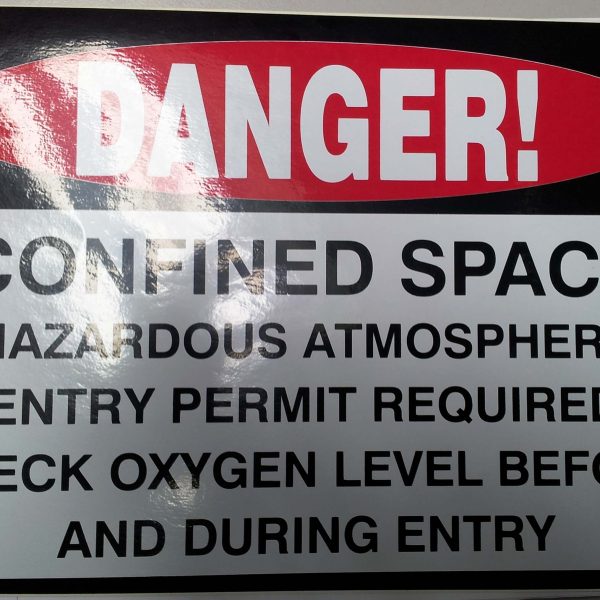 DANGER!
CONFINED SPAC
HAZARDOUS ATMOSPHER
ENTRY PERMIT REQUIRED
ECK OXYGEN LEVEL BEFO
AND DURING ENTRY